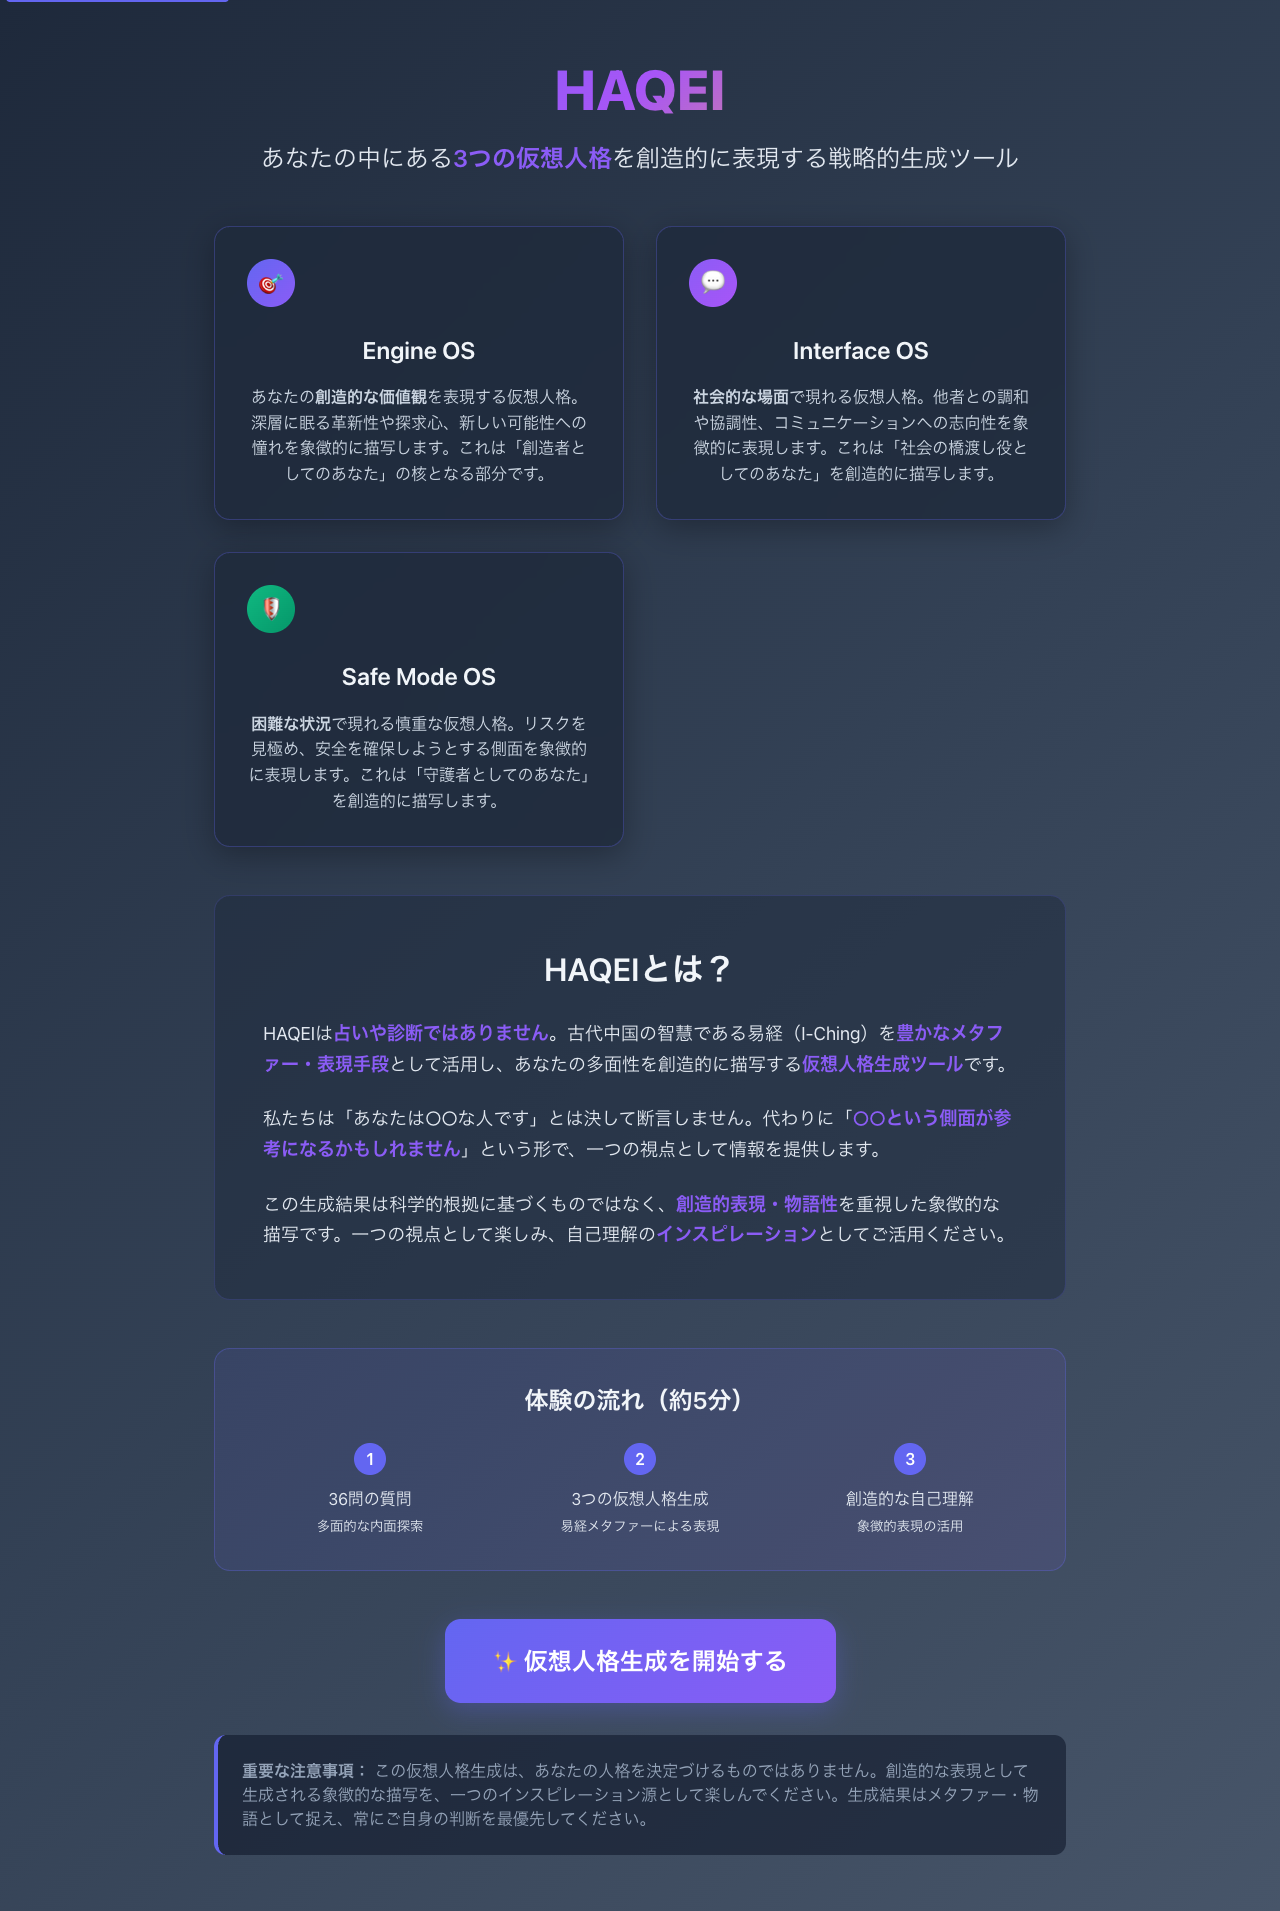 HAQEI
あなたの中にある3つの仮想人格を創造的に表現する戦略的生成ツール
Engine OS
あなたの創造的な価値観を表現する仮想人格。
深層に眠る革新性や探求心、新しい可能性への
憧れを象徴的に描写します。これは「創造者と
してのあなた」の核となる部分です。
Interface OS
社会的な場面で現れる仮想人格。他者との調和
や協調性、コミュニケーションへの志向性を象
徴的に表現します。これは「社会の橋渡し役と
してのあなた」を創造的に描写します。
Safe Mode OS
困難な状況で現れる慎重な仮想人格。リスクを
見極め、安全を確保しようとする側面を象徴的
に表現します。これは「守護者としてのあなた」
を創造的に描写します。
HAQEIとは？
HAQEIは占いや診断ではありません。古代中国の智慧である易経（I-Ching）を豊かなメタフ
ァー・表現手段として活用し、あなたの多面性を創造的に描写する仮想人格生成ツールです。
私たちは「あなたは〇〇な人です」とは決して断言しません。代わりに「〇〇という側面が参
考になるかもしれません」という形で、一つの視点として情報を提供します。
この生成結果は科学的根拠に基づくものではなく、創造的表現・物語性を重視した象徴的な
描写です。一つの視点として楽しみ、自己理解のインスピレーションとしてご活用ください。
体験の流れ（約5分）
1
36問の質問
多面的な内面探索
2
3つの仮想人格生成
易経メタファーによる表現
3
創造的な自己理解
象徴的表現の活用
✨ 仮想人格生成を開始する
重要な注意事項： この仮想人格生成は、あなたの人格を決定づけるものではありません。創造的な表現として
生成される象徴的な描写を、一つのインスピレーション源として楽しんでください。生成結果はメタファー・物
語として捉え、常にご自身の判断を最優先してください。